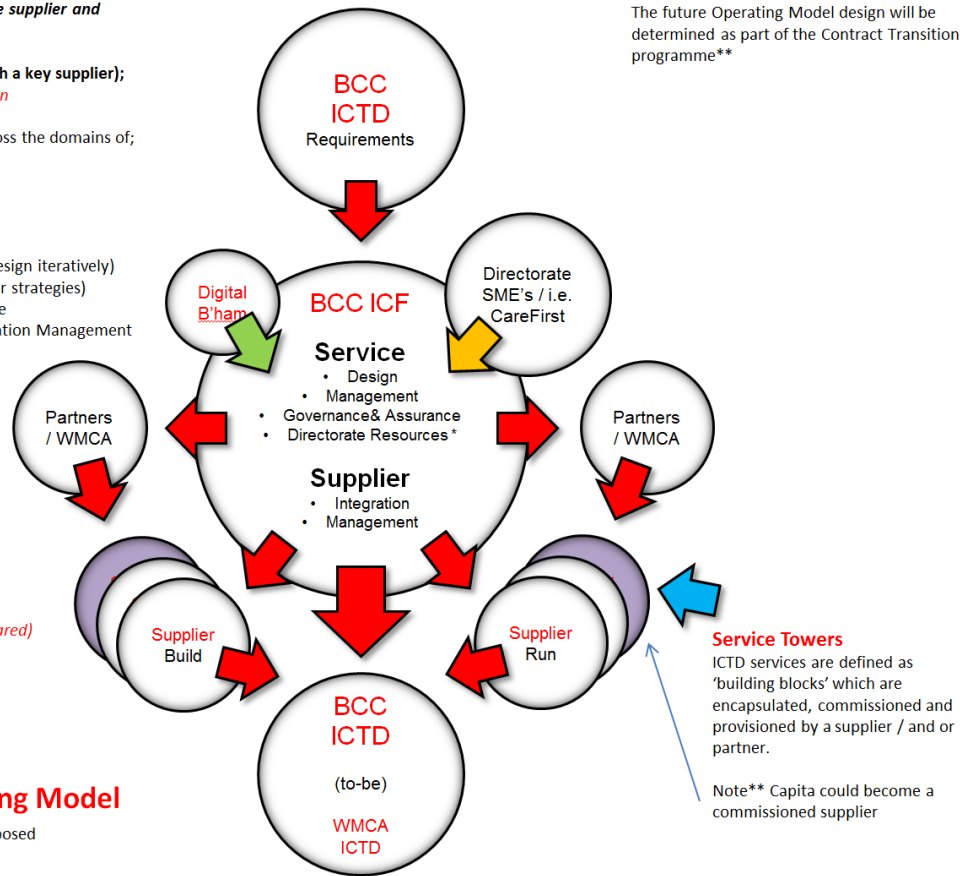 e supplier and
h a key supplier);
n
oss the domains of;
esign iteratively)
r strategies)
e
ation Management
ared)
ng Model
posed
The future Operating Model design will be
determined as part of the Contract Transition
programme**
BCC
ICTD
Requirements
Digital
B'ham
BCC ICF
Directorate
SME's / i.e.
CareFirst
Service
• Design
• Management
• Governance& Assurance
• Directorate Resources *
Supplier
• Integration
• Management
Partners
/ WMCA
Partners
/ WMCA
Supplier
Build
Supplier
Run
BCC
ICTD
(to-be)
WMCA
ICTD
Service Towers
ICTD services are defined as
‘building blocks’ which are
encapsulated, commissioned and
provisioned by a supplier / and or
partner.
Note** Capita could become a
commissioned supplier